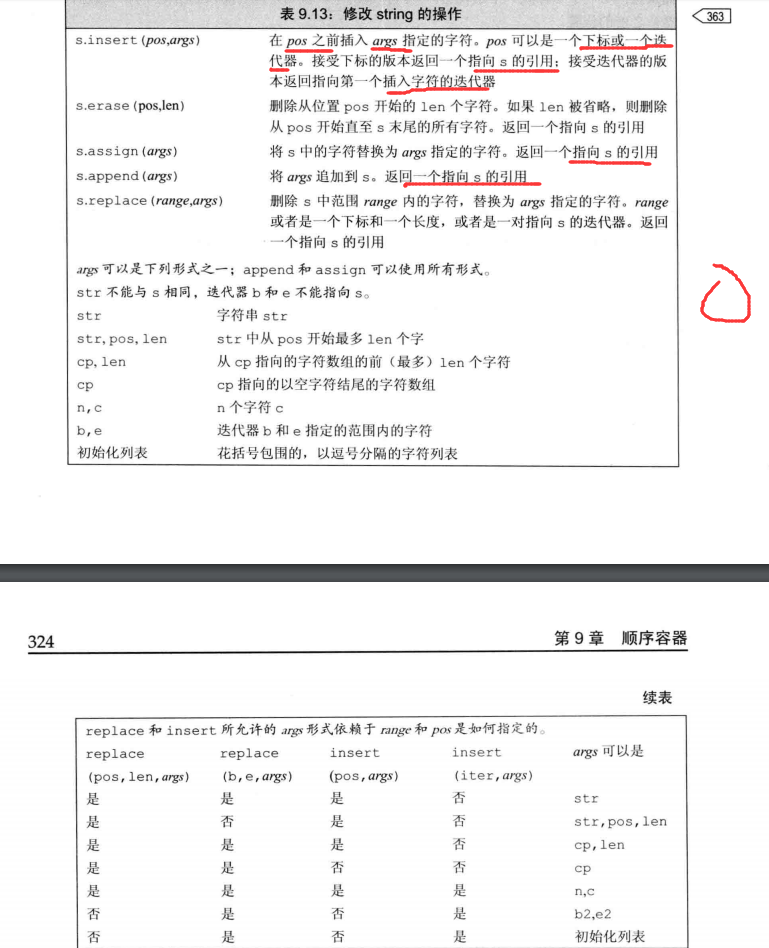 表 9.13：修改 string 的操作
363
s.insert(pos,args) 在 pos 之前插入 args 指定的字符。pos 可以是一个下标或一个迭
代器。接受下标的版本返回一个指向 s 的引用；接受迭代器的版
本返回指向第一个插入字符的迭代器
s.erase(pos,len) 删除从位置 pos 开始的 len 个字符。如果 len 被省略，则删除
从 pos 开始直至 s 末尾的所有字符。返回一个指向 s 的引用
s.assign(args) 将 s 中的字符替换为 args 指定的字符。返回一个指向 s 的引用
s.append(args) 将 args 追加到 s。返回一个指向 s 的引用
s.replace(range,args) 删除 s 中范围 range 内的字符，替换为 args 指定的字符。range
或者是一个下标和一个长度，或者是一对指向 s 的迭代器。返回
一个指向 s 的引用
args 可以是下列形式之一；append 和 assign 可以使用所有形式。
str 不能与 s 相同，迭代器 b 和 e 不能指向 s。
str 字符串 str
str,pos,len str 中从 pos 开始最多 len 个字
cp,len 从 cp 指向的字符数组的前（最多）len 个字符
cp cp 指向的以空字符结尾的字符数组
n,c n 个字符 c
b,e 迭代器 b 和 e 指定的范围内的字符
初始化列表 花括号包围的，以逗号分隔的字符列表
324 第 9 章 顺序容器
续表
replace 和 insert 所允许的 args 形式依赖于 range 和 pos 是如何指定的。
replace replace insert insert args 可以是
(pos,len,args) (b,e,args) (pos,args) (iter,args)
是 是 是 否 str
是 否 是 否 str,pos,len
是 是 是 否 cp,len
是 是 否 否 cp
是 是 是 是 n,c
否 是 否 是 b2,e2
否 是 否 是 初始化列表